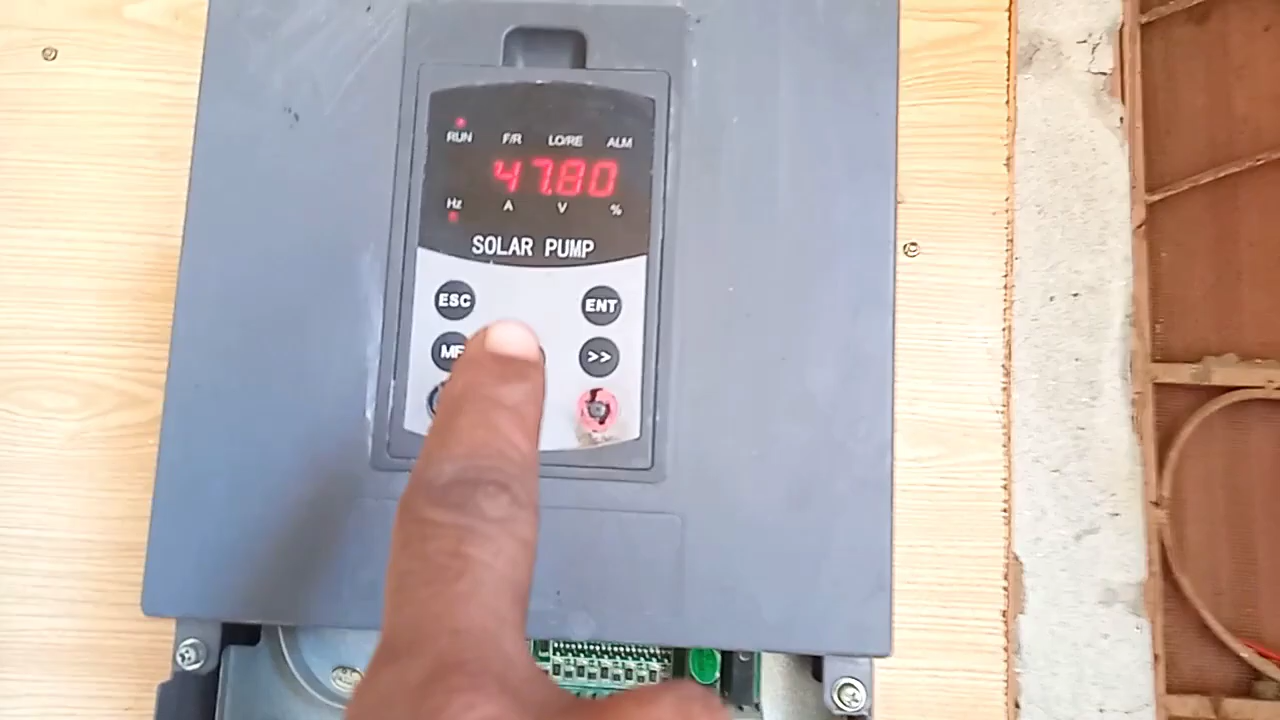 RUN F/R LO/RE ALM
47.80
Hz A V %
SOLAR PUMP
ESC ENT
>>